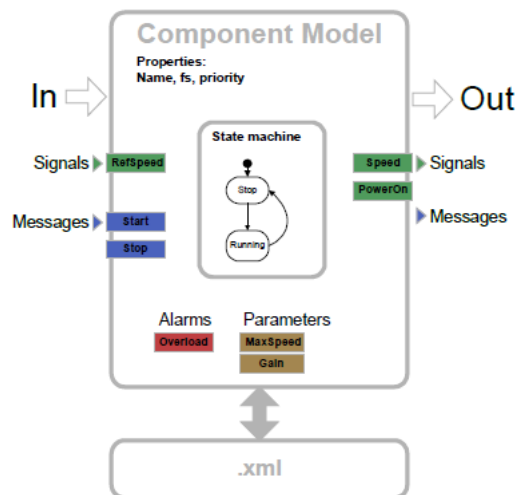 Component Model
Properties:
Name, fs, priority
In
Out
State machine
Signals
RefSpeed
Stop
Speed
Signals
PowerOn
Messages
Start
Messages
Stop
Running
Alarms
Parameters
Overload
MaxSpeed
Gain
.xml